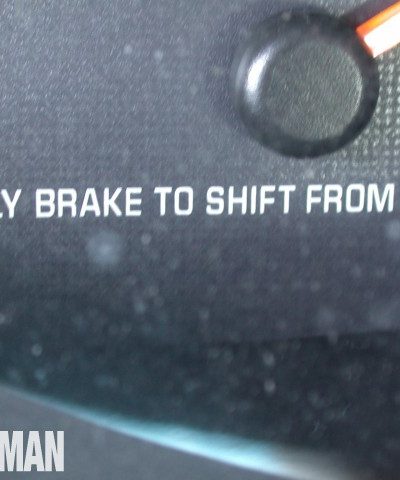 LY BRAKE TO SHIFT FROM
MAN